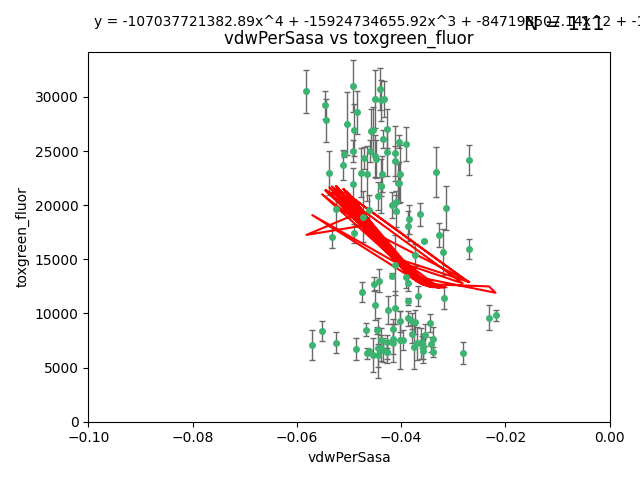 y = -107037721382.89x^4 + -15924734655.92x^3 + -847198507.14x^2 + -1
N = 111
vdwPerSasa vs toxgreen_fluor
toxgreen_fluor
30000
25000
20000
15000
10000
5000
0
−0.10 −0.08 −0.06 −0.04 −0.02 0.00
vdwPerSasa